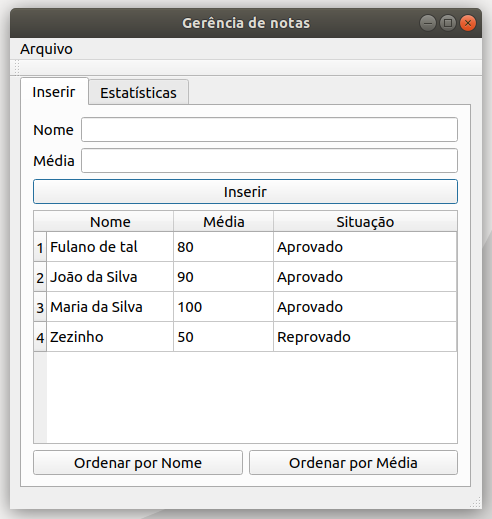 Gerência de notas
Arquivo
Inserir Estatísticas
Nome
Média
Inserir
Nome Média Situação
1 Fulano de tal 80 Aprovado
2 João da Silva 90 Aprovado
3 Maria da Silva 100 Aprovado
4 Zezinho 50 Reprovado
Ordenar por Nome Ordenar por Média